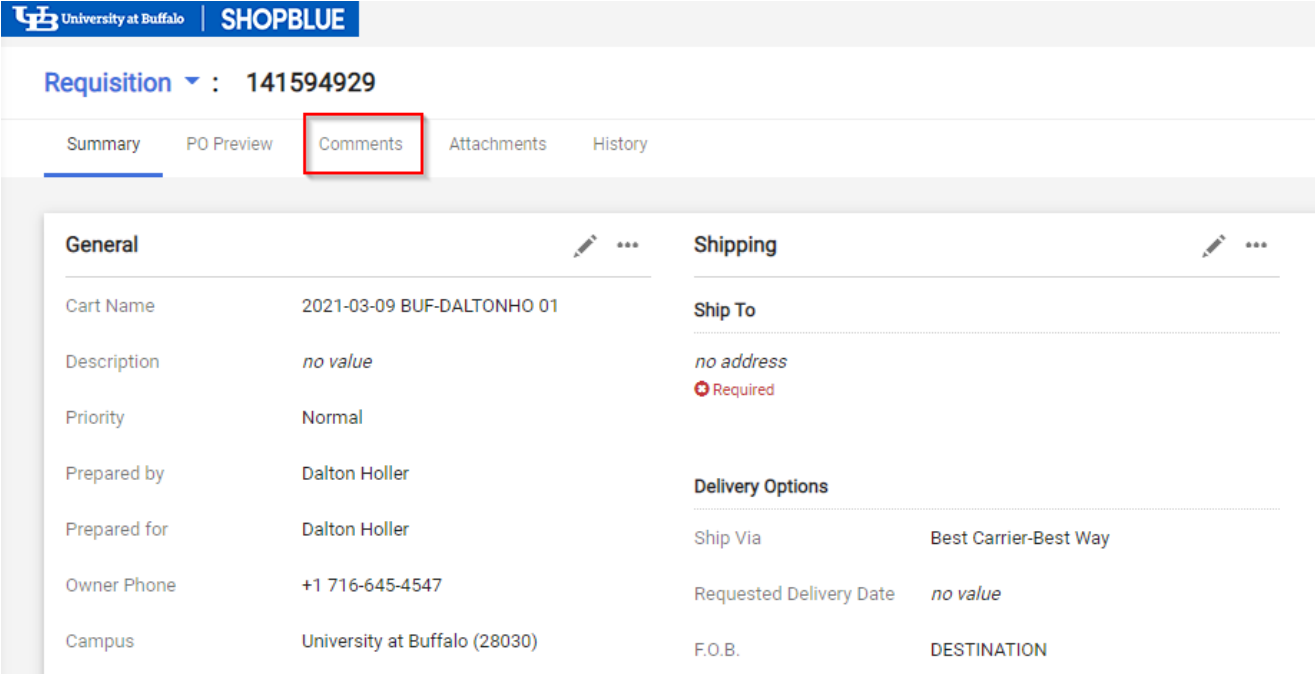 University at Buffalo SHOPBLUE
Requisition : 141594929
Summary PO Preview Comments Attachments History
General
Cart Name 2021-03-09 BUF-DALTONHO 01
Description no value
Priority Normal
Prepared by Dalton Holler
Prepared for Dalton Holler
Owner Phone +1 716-645-4547
Campus University at Buffalo (28030)
Shipping
Ship To
no address
Required
Delivery Options
Ship Via Best Carrier-Best Way
Requested Delivery Date no value
F.O.B. DESTINATION